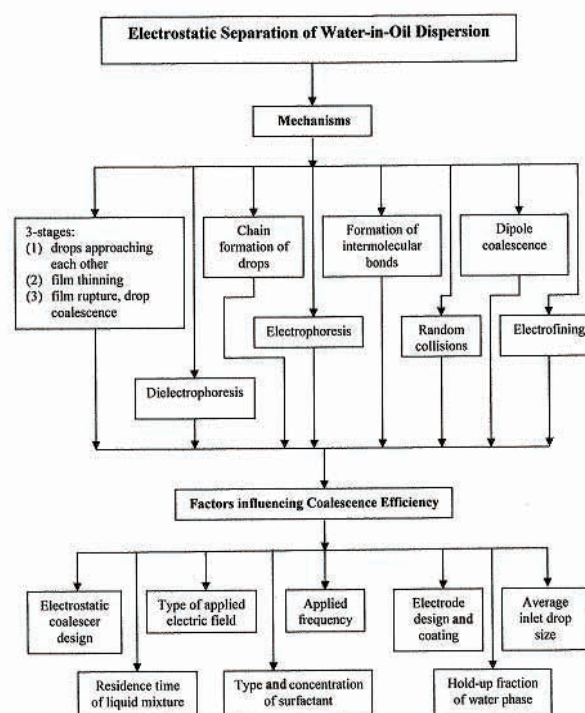 Electrostatic Separation of Water-in-Oil Dispersion
Mechanisms
3-stages:
(1) drops approaching
each other
(2) film thinning
(3) film rupture, drop
coalescence
Chain
formation of
drops
Formation of
intermolecular
bonds
Dipole
coalescence
Electrophoresis
Random
collisions
Electrofining
Dielectrophoresis
Factors influencing Coalescence Efficiency
Electrostatic
coalescer
design
Type of applied
electric field
Applied
frequency
Electrode
design and
coating
Average
inlet drop
size
Residence time
of liquid mixture
Type and concentration
of surfactant
Hold-up fraction
of water phase